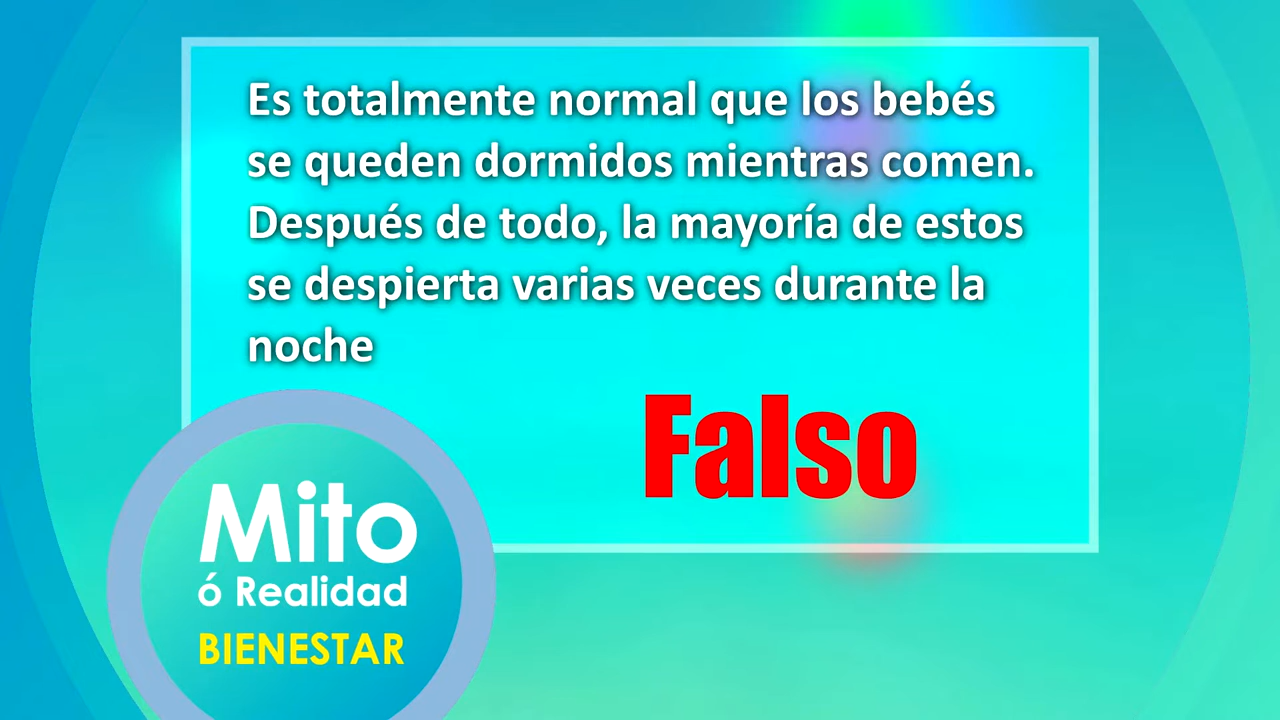 Es totalmente normal que los bebés
se queden dormidos mientras comen.
Después de todo, la mayoría de estos
se despierta varias veces durante la
noche
Falso
Mito
ó Realidad
BIENESTAR